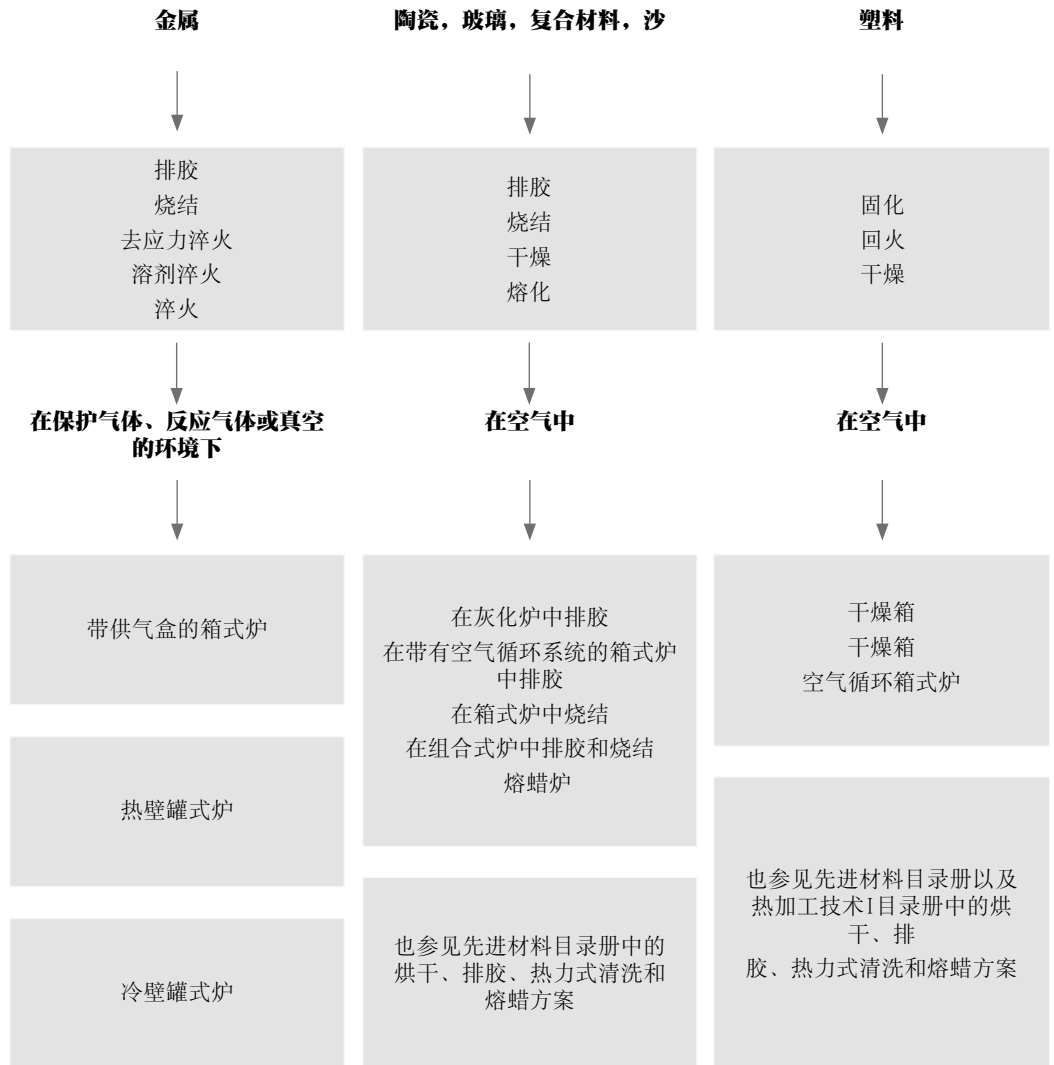 金属
排胶
烧结
去应力淬火
溶剂淬火
淬火
在保护气体、反应气体或真空
的环境下
带供气盒的箱式炉
热壁罐式炉
冷壁罐式炉
陶瓷，玻璃，复合材料，沙
排胶
烧结
干燥
熔化
在空气中
在灰化炉中排胶
在带有空气循环系统的箱式炉
中排胶
在箱式炉中烧结
在组合式炉中排胶和烧结
熔蜡炉
也参见先进材料目录册中的
烘干、排胶、热力式清洗和
熔蜡方案
塑料
固化
回火
干燥
在空气中
干燥箱
干燥箱
空气循环箱式炉
也参见先进材料目录册以及
热加工技术I目录册中的烘
干、排
胶、热力式清洗和熔蜡方案